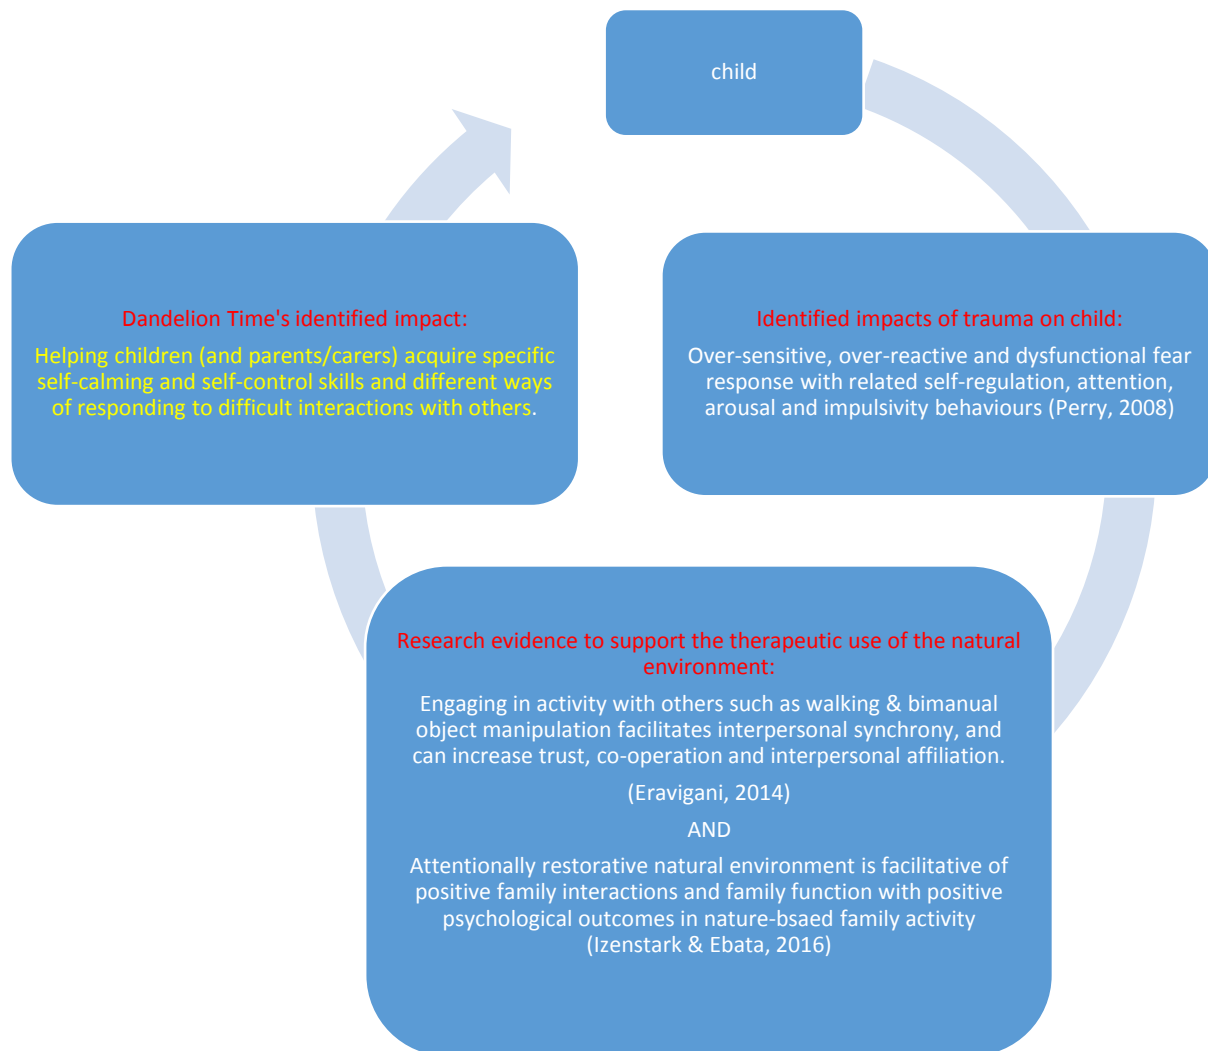 child
Identified impacts of trauma on child:
Over-sensitive, over-reactive and dysfunctional fear
response with related self-regulation, attention,
arousal and impulsivity behaviours (Perry, 2008)
Research evidence to support the therapeutic use of the natural
environment:
Engaging in activity with others such as walking & bimanual
object manipulation facilitates interpersonal synchrony, and
can increase trust, co-operation and interpersonal affiliation.
(Eravigani, 2014)
AND
Attentionally restorative natural environment is facilitative of
positive family interactions and family function with positive
psychological outcomes in nature-bsaed family activity
(Izenstark & Ebata, 2016)
Dandelion Time's identified impact:
Helping children (and parents/carers) acquire specific
self-calming and self-control skills and different ways
of responding to difficult interactions with others.